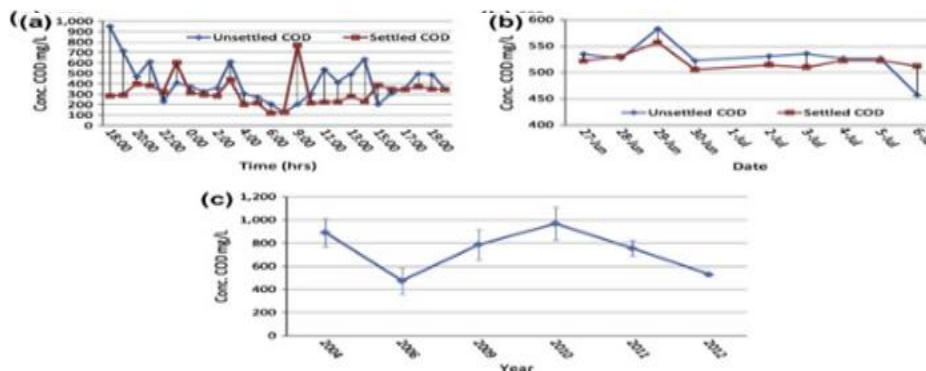 (a)
Conc. COD mg/L
1,000
900
800
700
600
500
400
300
200
100
0
Unsettled COD
Settled COD
18:00 20:00 22:00 0:00 2:00 4:00 6:00 9:00 11:00 13:00 15:00 17:00 19:00
Time (hrs)
(b)
Conc. COD mg/L
600
550
500
450
400
Unsettled COD
Settled COD
27-Jun 28-Jun 29-Jun 30-Jun 1-Jul 2-Jul 3-Jul 4-Jul 5-Jul
Date
(c)
Conc. COD mg/L
1,200
1,000
800
600
400
200
0
2004 2006 2009 2010 2011 2012
Year